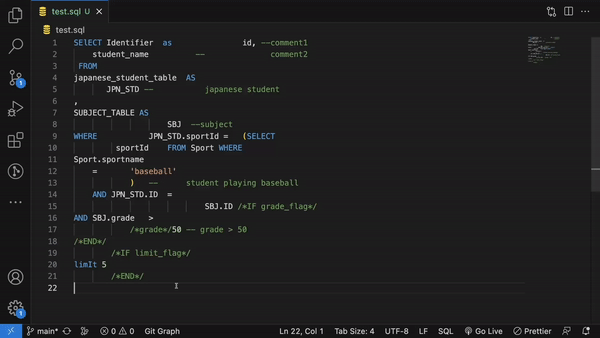 test.sql U
test.sql
1 SElECT Identifier as id, --comment1
2 student_name -- comment2
3 FROM
4 japanese_student_table AS
5 JPN_STD -- japanese student
6 ,
7 SUBJECT_TABLE AS
8 SBJ --subject
9 WHERE JPN_STD.sportId = (SELECT
10 sportId FROM Sport WHERE
11 Sport.sportname
12 = 'baseball'
13 ) -- student playing baseball
14 AND JPN_STD.ID =
15 SBJ.ID /*IF grade_flag*/
16 AND SBJ.grade >
17 /*grade*/50 -- grade > 50
18 /*END*/
19 /*IF limit_flag*/
20 limIt 5
21 /*END*/
22
1
1
main* 0 0 Git Graph Ln 22, Col 1 Tab Size: 4 UTF-8 LF SQL Go Live Prettier